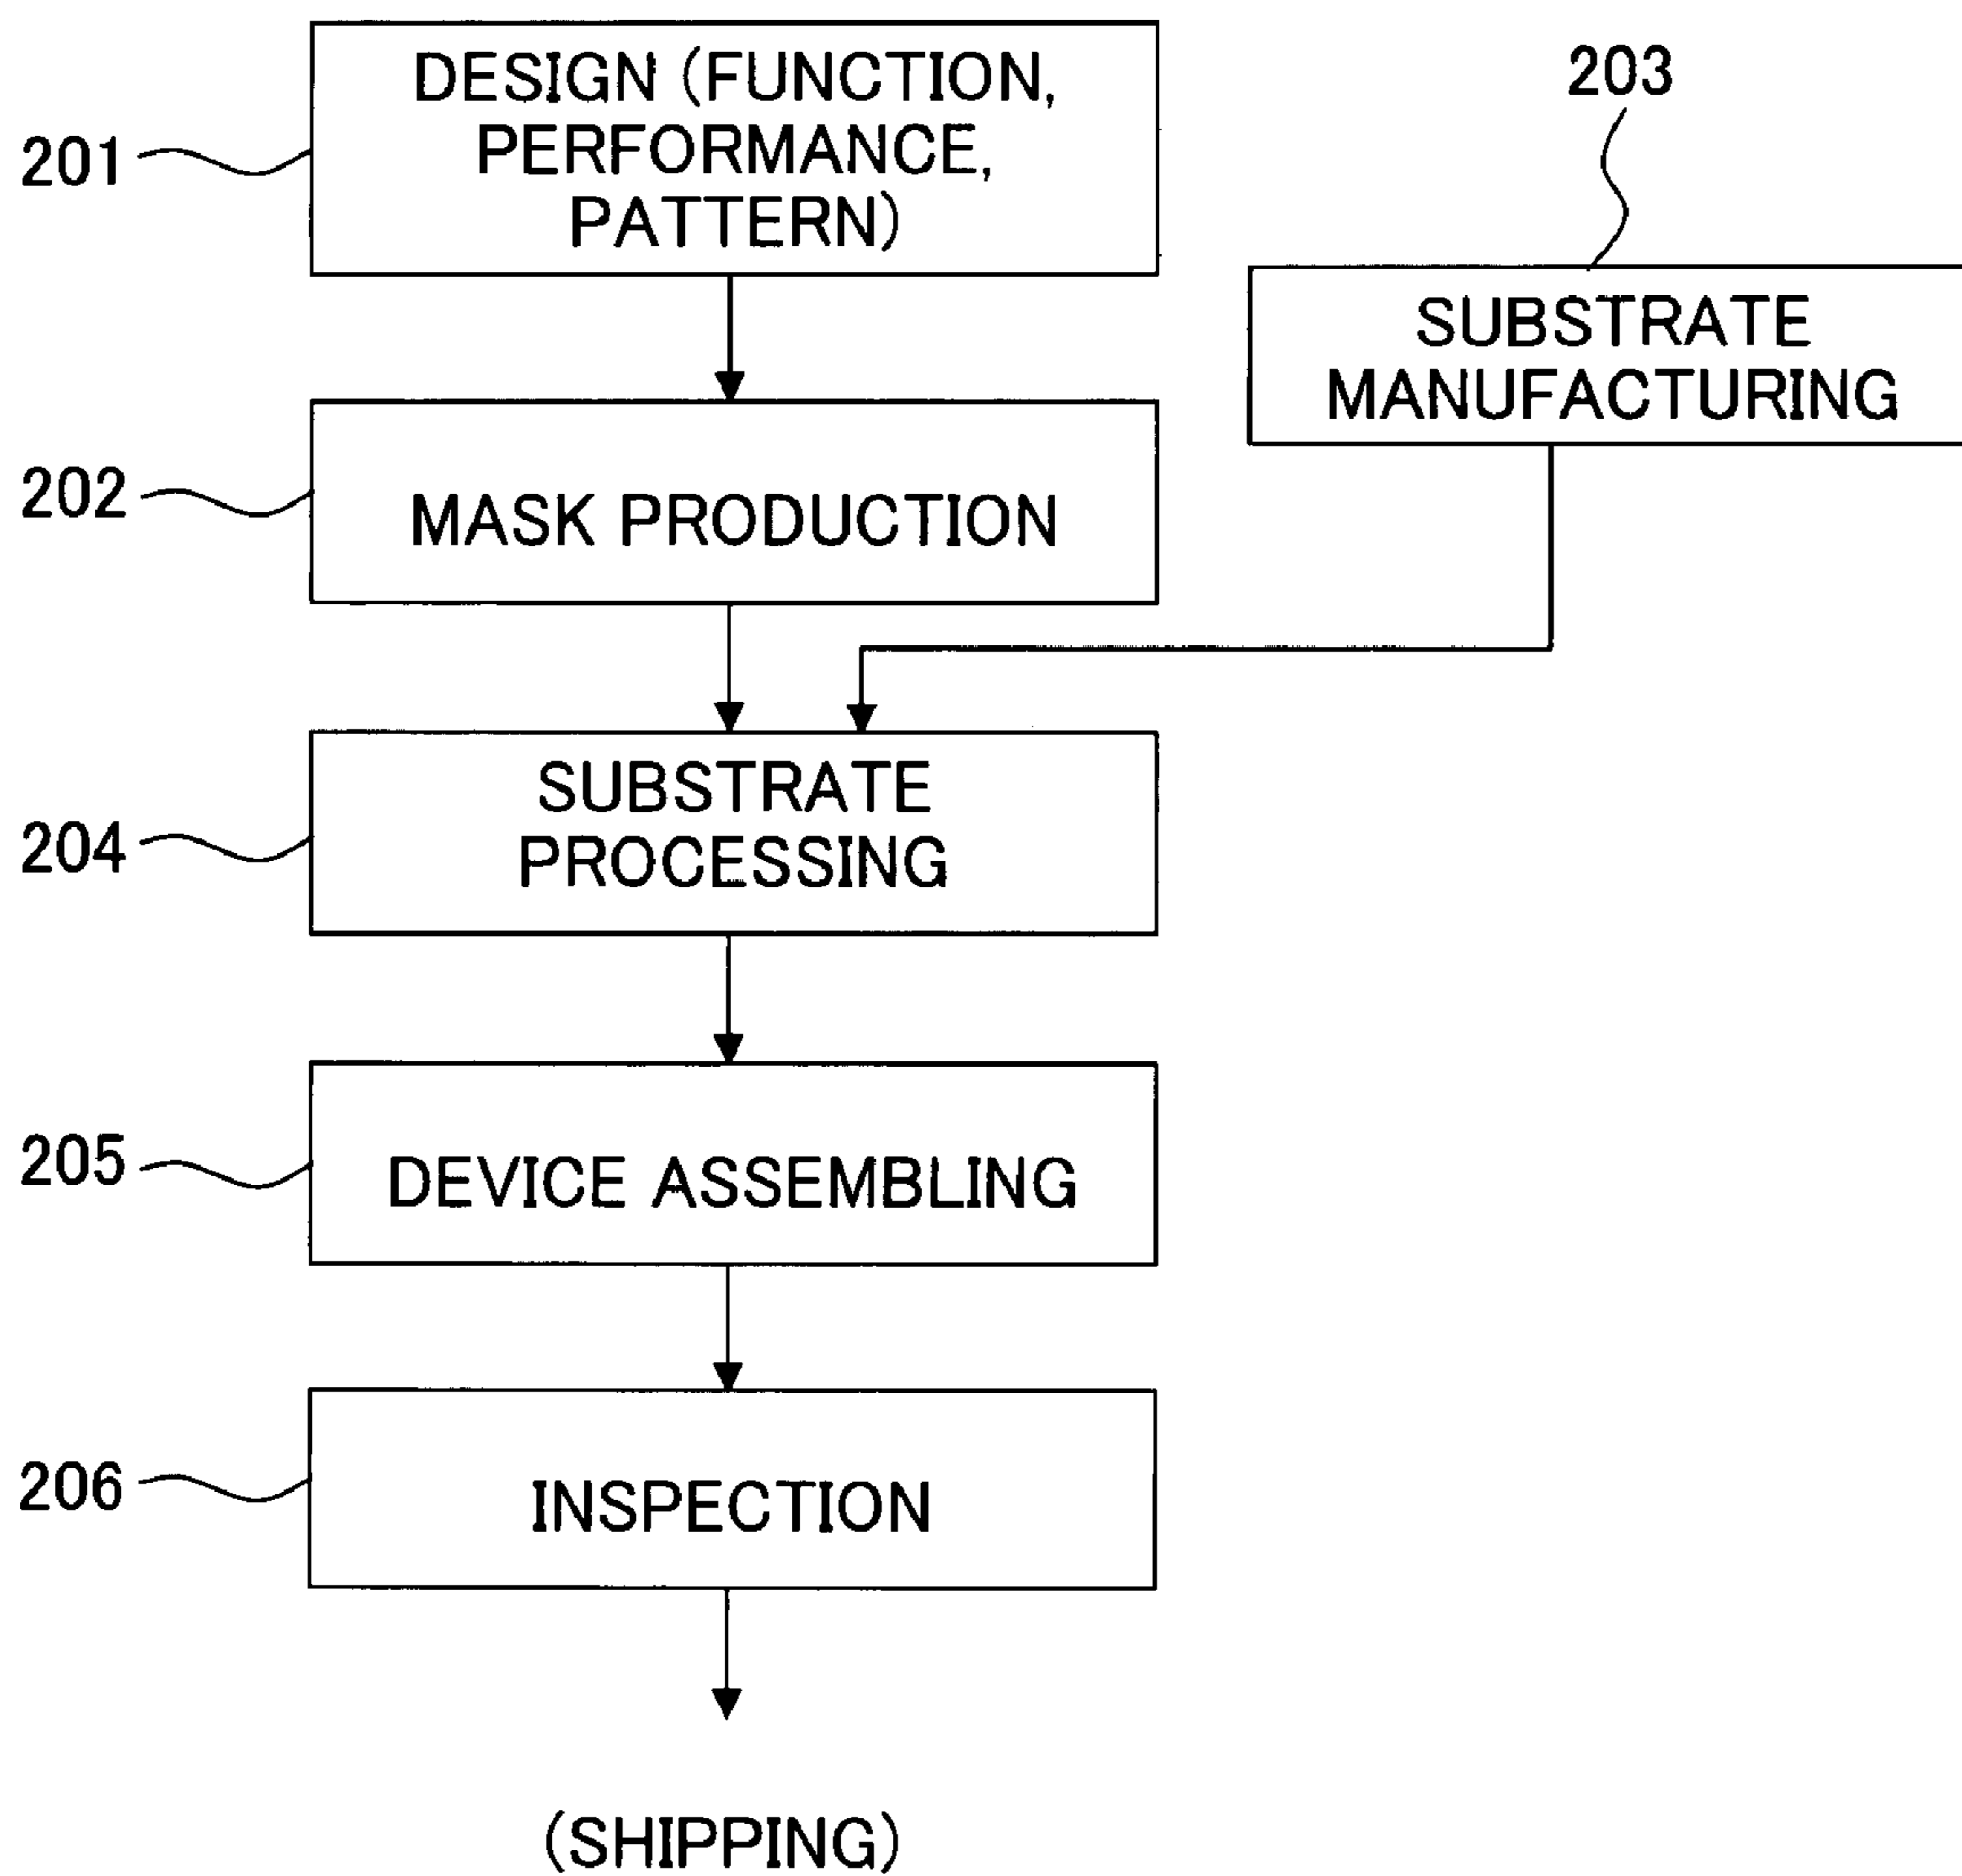 201
DESIGN (FUNCTION,
PERFORMANCE,
PATTERN)
203
SUBSTRATE
MANUFACTURING
202
MASK PRODUCTION
204
SUBSTRATE
PROCESSING
205
DEVICE ASSEMBLING
206
INSPECTION
(SHIPPING)